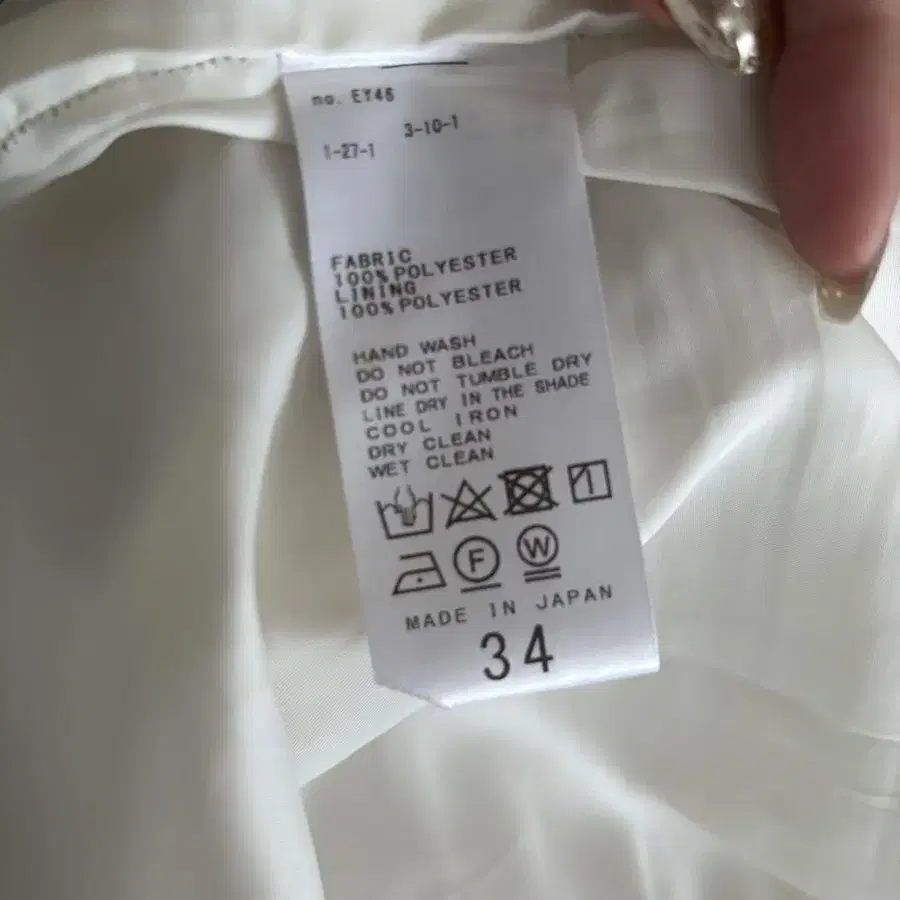 no. EY46
3-10-1
1-27-1
FABRIC
100% POLYESTER
LINING
100% POLYESTER
HAND WASH
DO NOT BLEACH
DO NOT TUMBLE DRY
LINE DRY IN THE SHADE
COOL IRON
DRY CLEAN
WET CLEAN
F W
MADE IN JAPAN
34